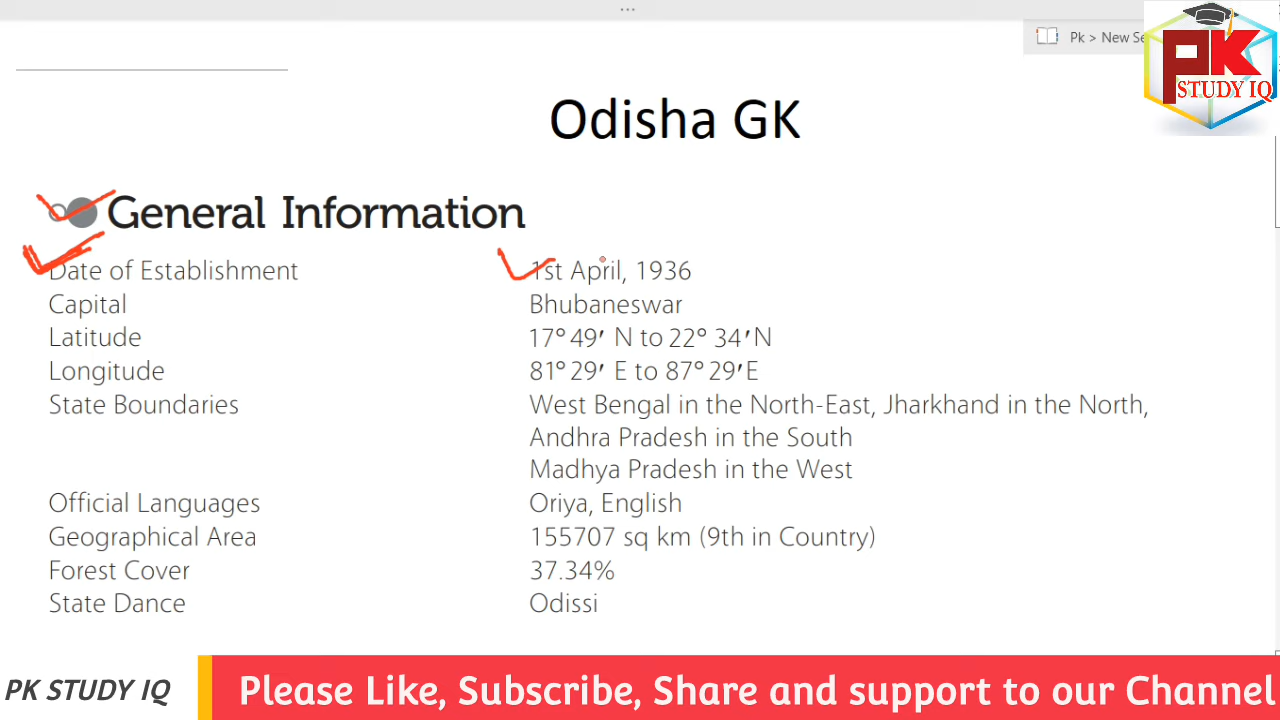 ...
Pk > New Se
PK
STUDY IQ
Odisha GK
General Information
Date of Establishment 1st April, 1936
Capital Bhubaneswar
Latitude 17° 49′ N to 22° 34′N
Longitude 81° 29′ E to 87° 29′E
State Boundaries West Bengal in the North-East, Jharkhand in the North,
Andhra Pradesh in the South
Madhya Pradesh in the West
Official Languages Oriya, English
Geographical Area 155707 sq km (9th in Country)
Forest Cover 37.34%
State Dance Odissi
PK STUDY IQ Please Like, Subscribe, Share and support to our Channel